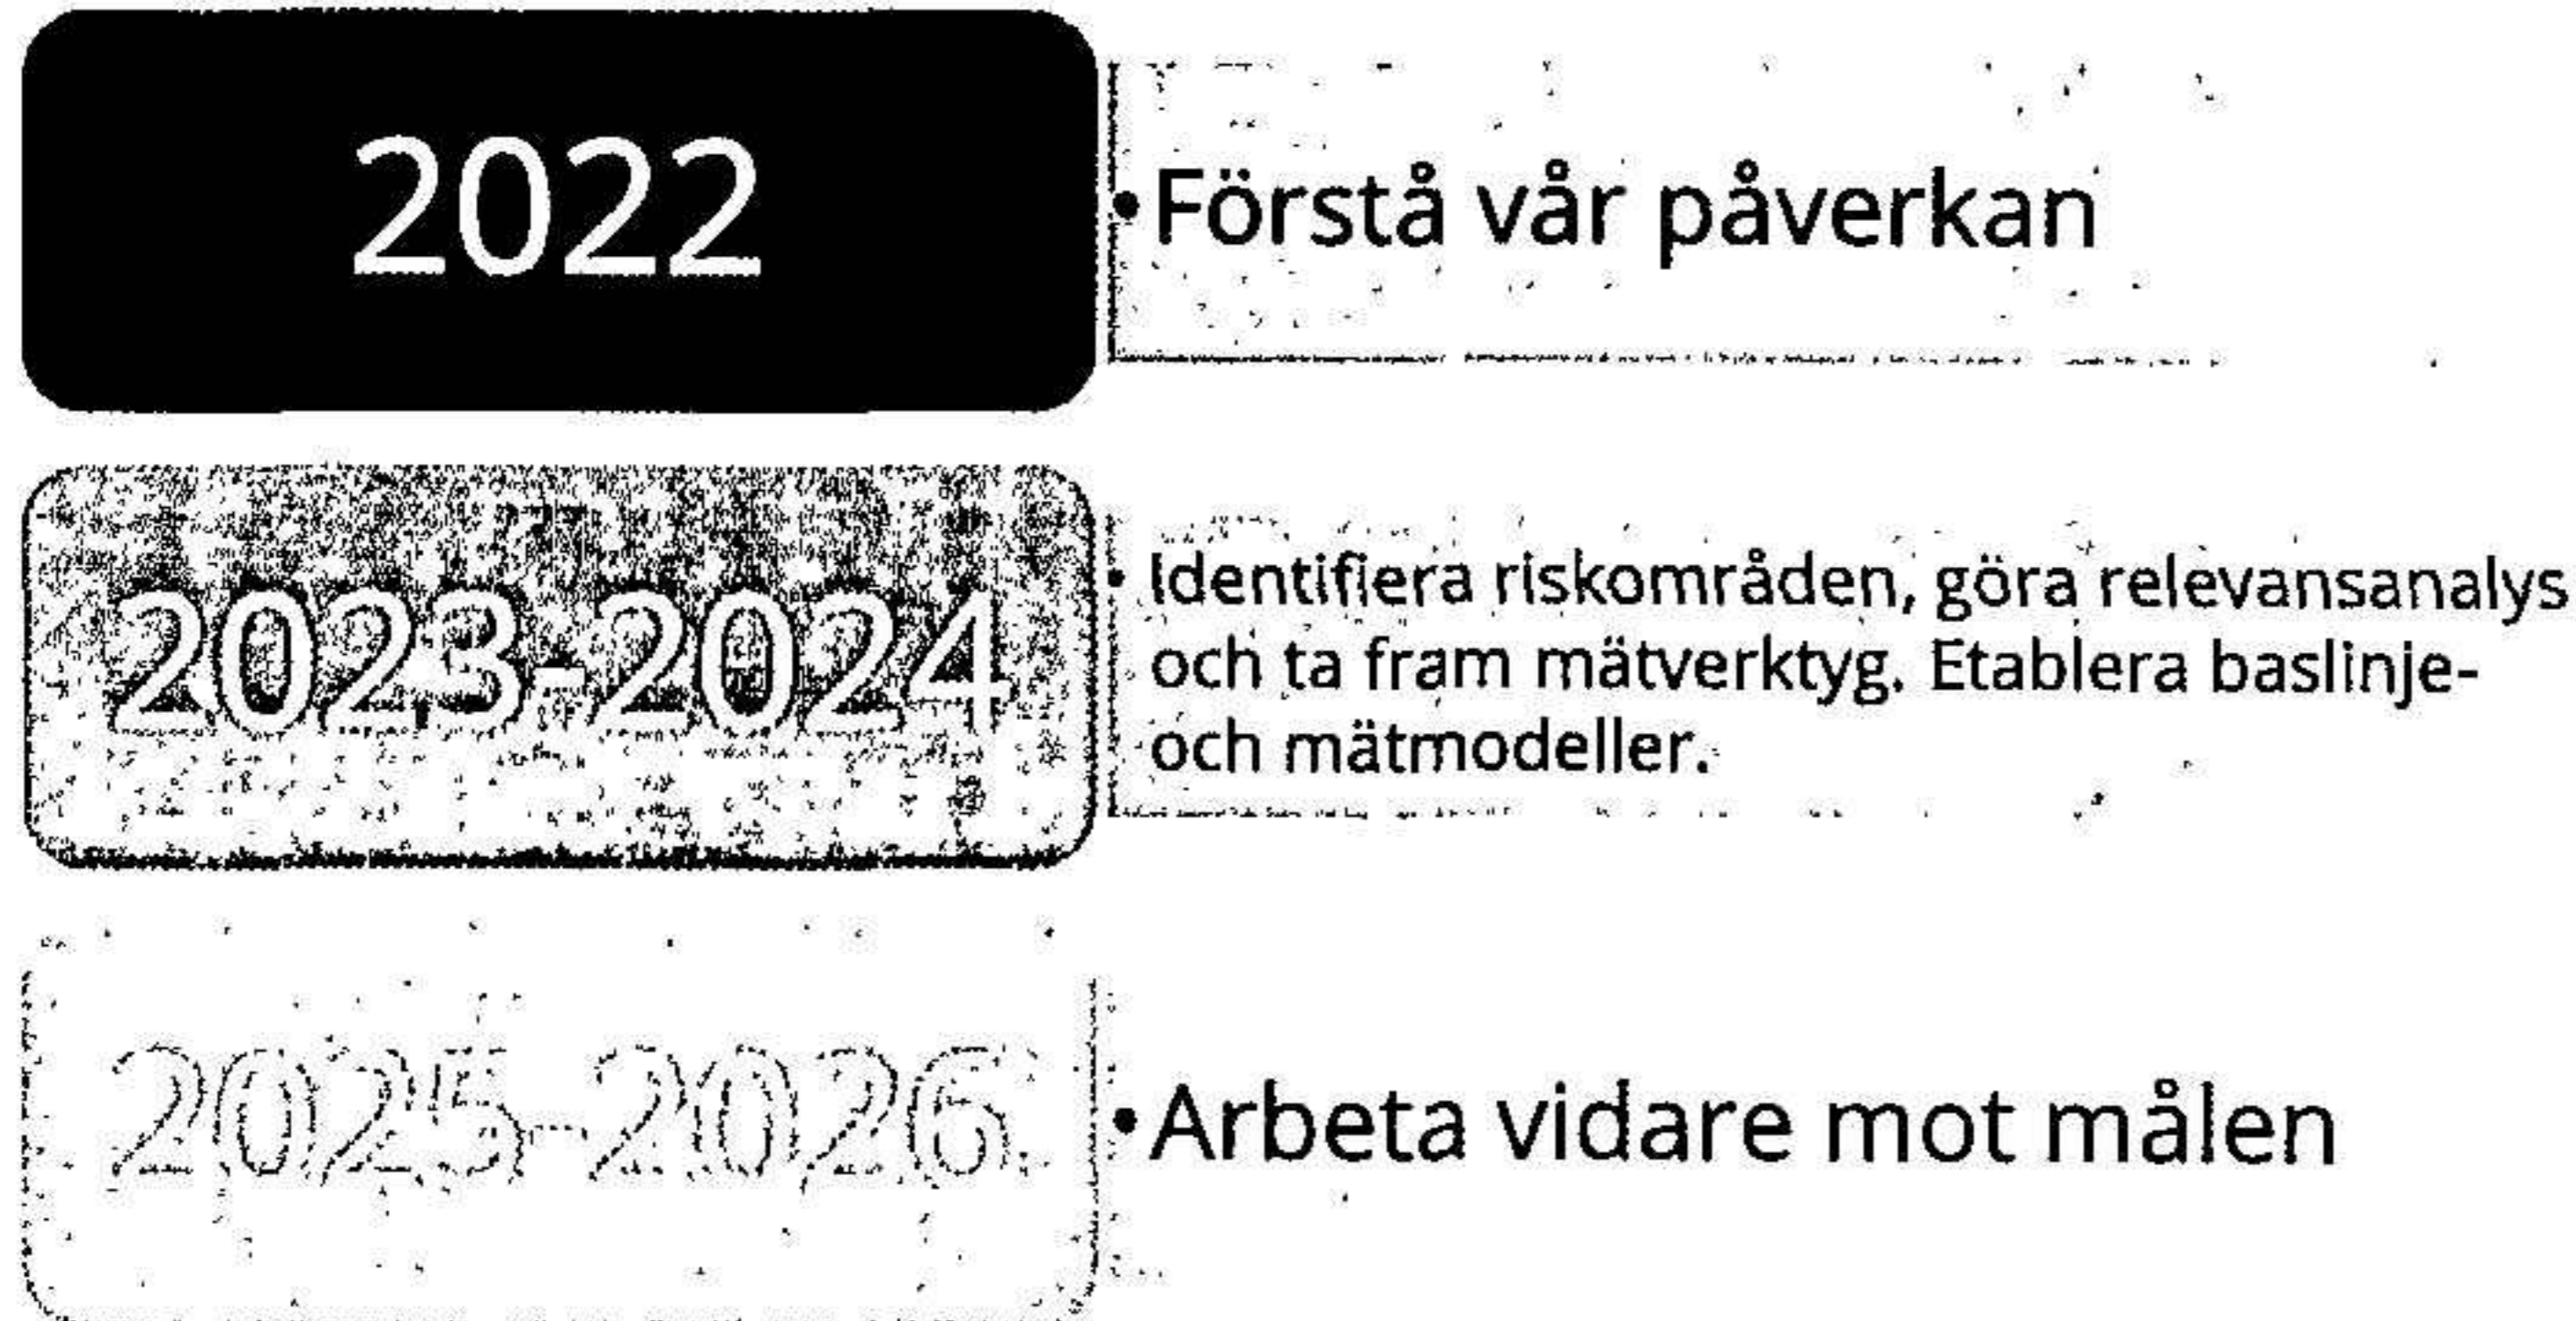 2022
•Förstå vår påverkan
2023-2024
• Identifiera riskområden, göra relevansanalys
och ta fram mätverktyg. Etablera baslinje-
och mätmodeller.
2025-2026
•Arbeta vidare mot målen